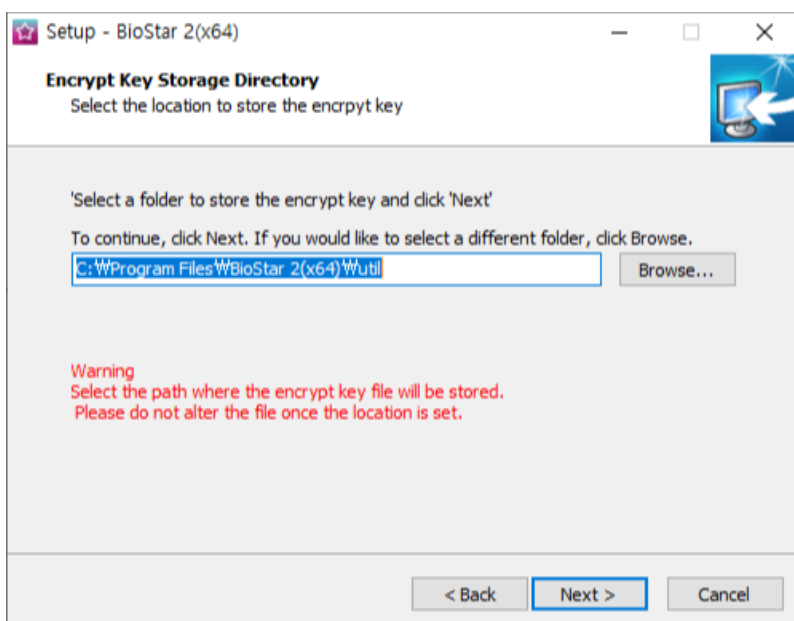 Setup - BioStar 2(x64)
Encrypt Key Storage Directory
Select the location to store the encrpyt key
'Select a folder to store the encrypt key and click 'Next'
To continue, click Next. If you would like to select a different folder, click Browse.
C:₩Program Files₩BioStar 2(x64)₩util
Browse...
Warning
Select the path where the encrypt key file will be stored.
Please do not alter the file once the location is set.
< Back
Next >
Cancel